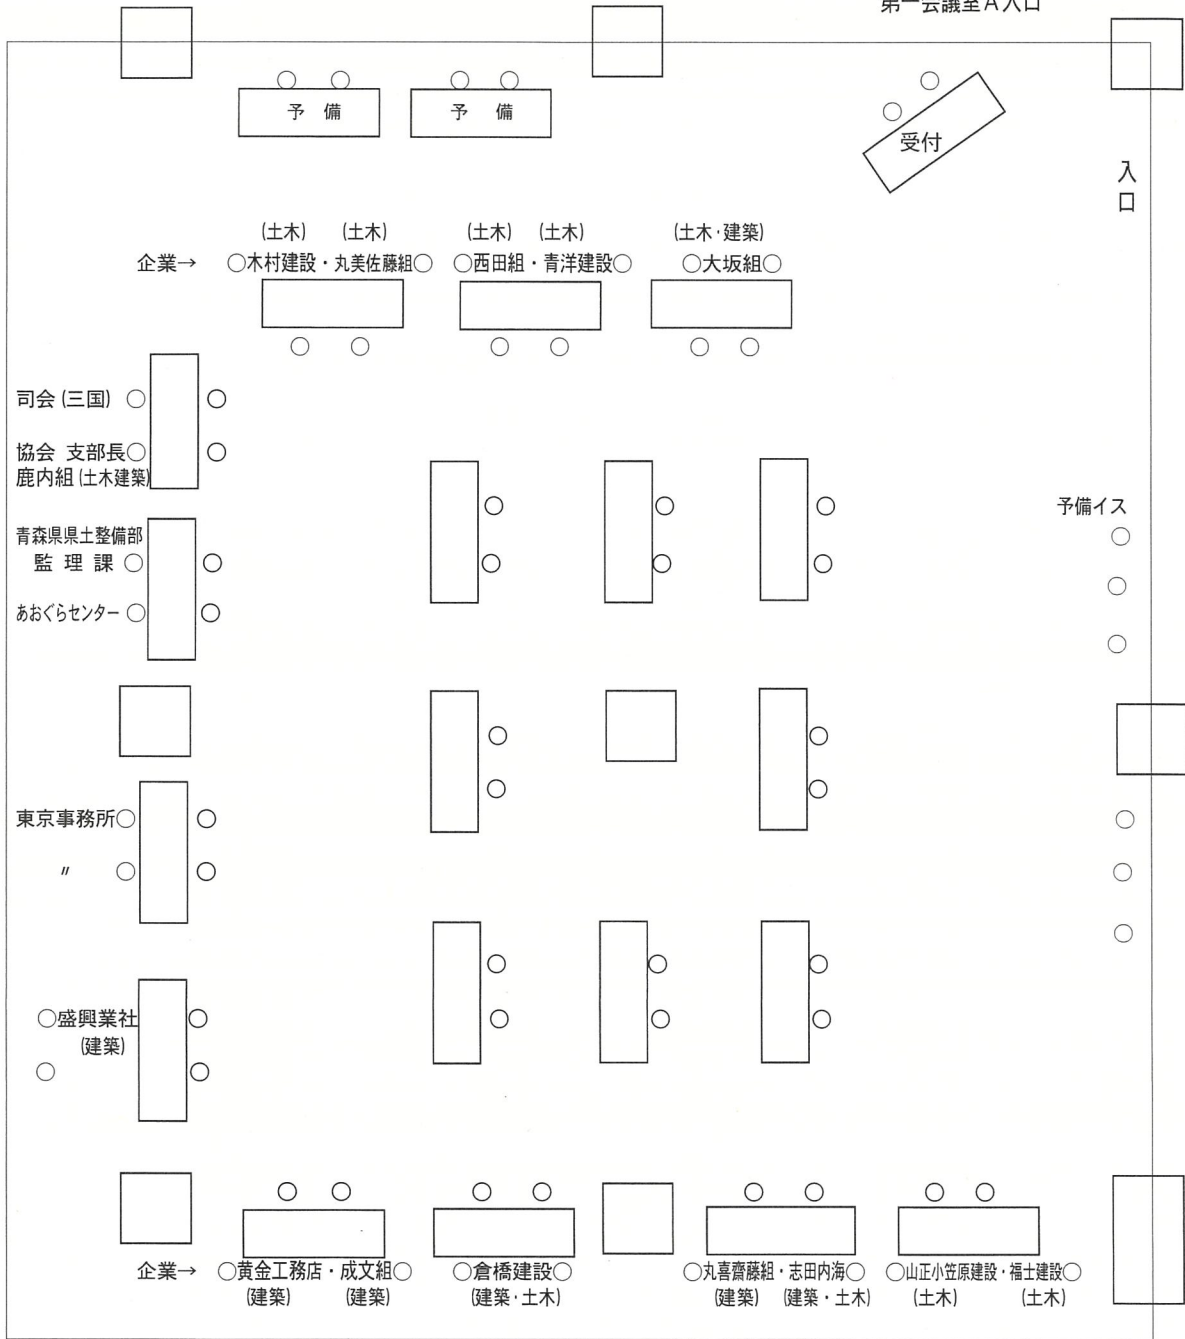 第一会議室A入口
予 備
予 備
受付
入口
(土木) (土木) (土木) (土木) (土木・建築)
企業→ ○木村建設・丸美佐藤組○ ○西田組・青洋建設○ ○大坂組○
司会(三国) ○
協会 支部長○
鹿内組(土木建築)
青森県県土整備部
監 理 課 ○
あおぐらセンター ○
予備イス
東京事務所○
〃 ○
○盛興業社
(建築)
企業→ ○黄金工務店・成文組○ ○倉橋建設○ ○丸喜齋藤組・志田内海○ ○山正小笠原建設・福士建設○
(建築) (建築) (建築・土木) (建築) (建築・土木) (土木) (土木)